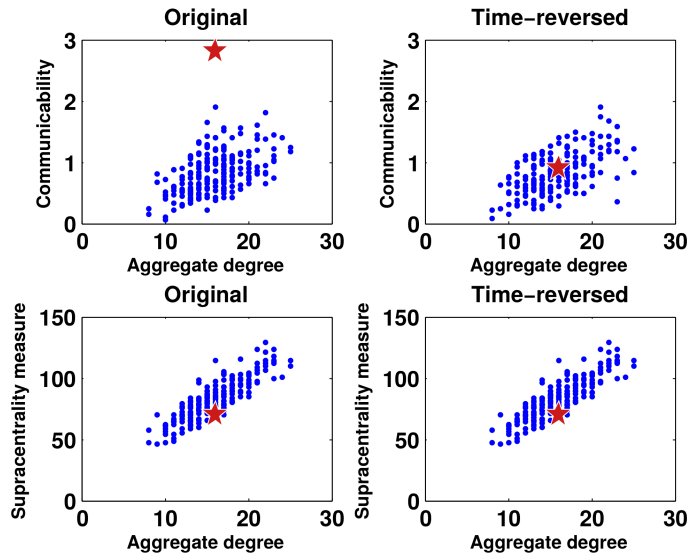 Original
Time−reversed
Communicability
3
2
1
0
0
10
20
30
Aggregate degree
Communicability
3
2
1
0
0
10
20
30
Aggregate degree
Original
Time−reversed
Supracentrality measure
150
100
50
0
0
10
20
30
Aggregate degree
Supracentrality measure
150
100
50
0
0
10
20
30
Aggregate degree